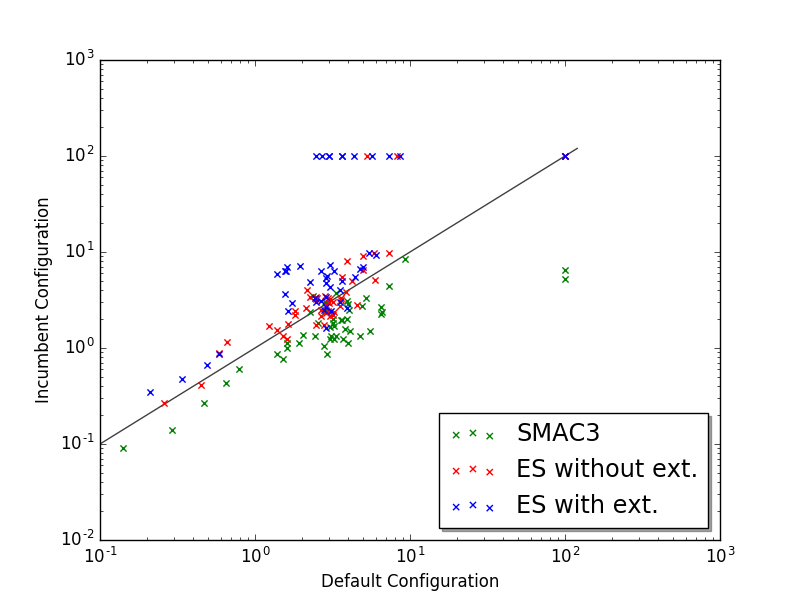 10^3
10^2
10^1
10^0
10^-1
10^-2
Incumbent Configuration
SMAC3
ES without ext.
ES with ext.
10^-1 10^0 10^1 10^2 10^3
Default Configuration